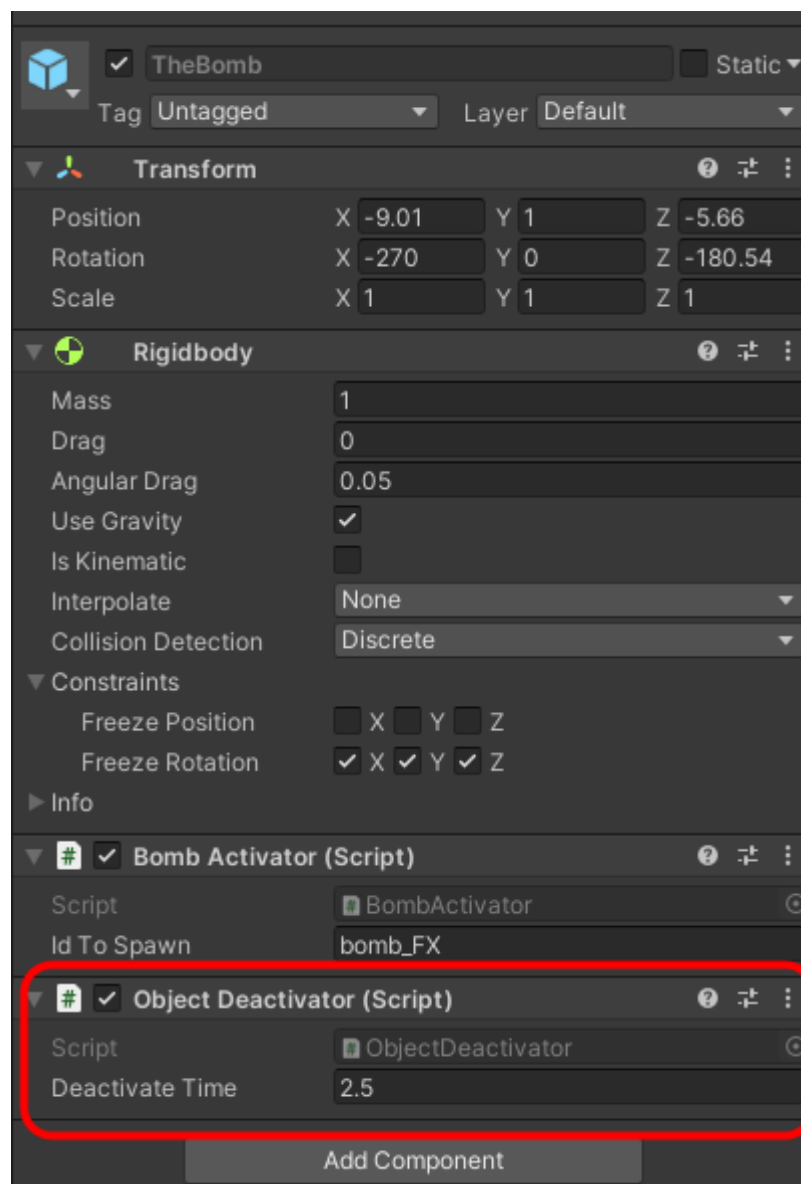 TheBomb Static
Tag Untagged Layer Default
Transform
Position X -9.01 Y 1 Z -5.66
Rotation X -270 Y 0 Z -180.54
Scale X 1 Y 1 Z 1
Rigidbody
Mass 1
Drag 0
Angular Drag 0.05
Use Gravity
Is Kinematic
Interpolate None
Collision Detection Discrete
Constraints
Freeze Position X Y Z
Freeze Rotation X Y Z
Info
# Bomb Activator (Script)
Script # BombActivator
Id To Spawn bomb_FX
# Object Deactivator (Script)
Script # ObjectDeactivator
Deactivate Time 2.5
Add Component